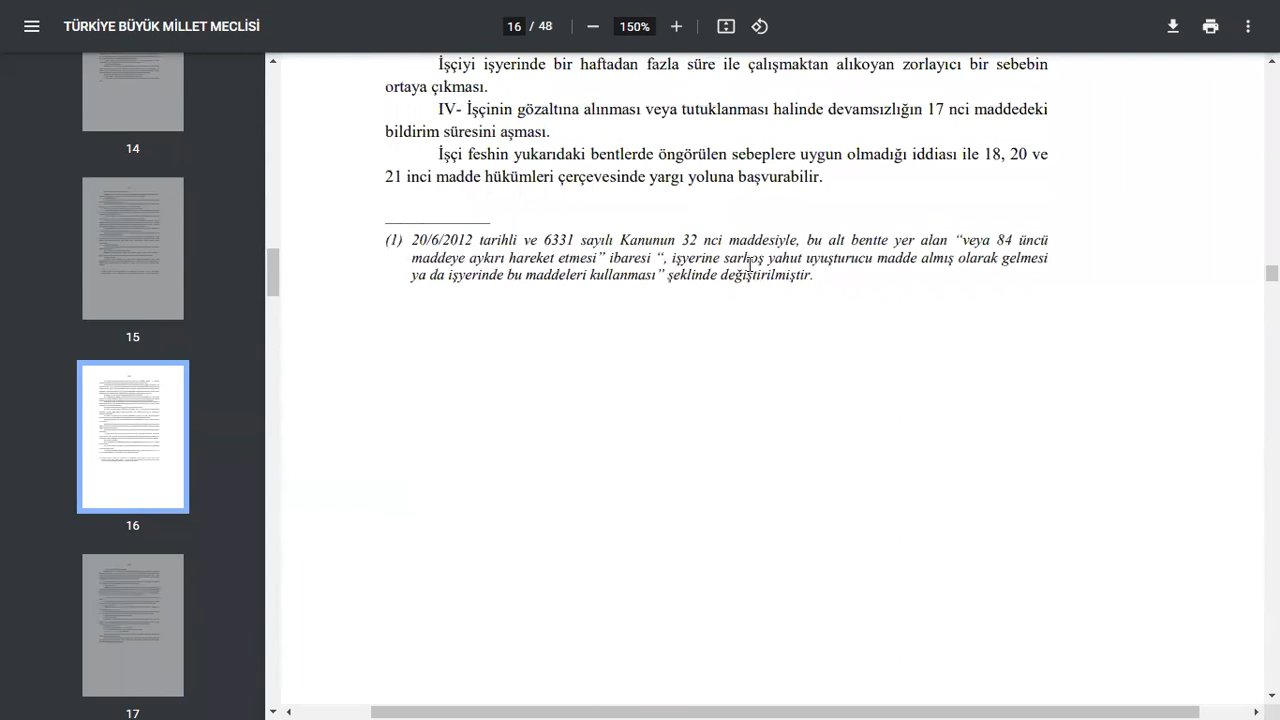 TÜRKİYE BÜYÜK MİLLET MECLİSİ
16 / 48
150%
14
15
16
17
İşçiyi işyerinde bir haftadan fazla süre ile çalışmaktan alıkoyan zorlayıcı bir sebebin
ortaya çıkması.
IV- İşçinin gözaltına alınması veya tutuklanması halinde devamsızlığın 17 nci maddedeki
bildirim süresini aşması.
İşçi feshin yukarıdaki bentlerde öngörülen sebeplere uygun olmadığı iddiası ile 18, 20 ve
21 inci madde hükümleri çerçevesinde yargı yoluna başvurabilir.
(1) 20/6/2012 tarihli ve 6331 sayılı Kanunun 32 nci maddesiyle, bu alt bentte yer alan “veya 84 üncü
maddeye aykırı hareket etmesi” ibaresi “, işyerine sarhoş yahut uyuşturucu madde almış olarak gelmesi
ya da işyerinde bu maddeleri kullanması” şeklinde değiştirilmiştir.